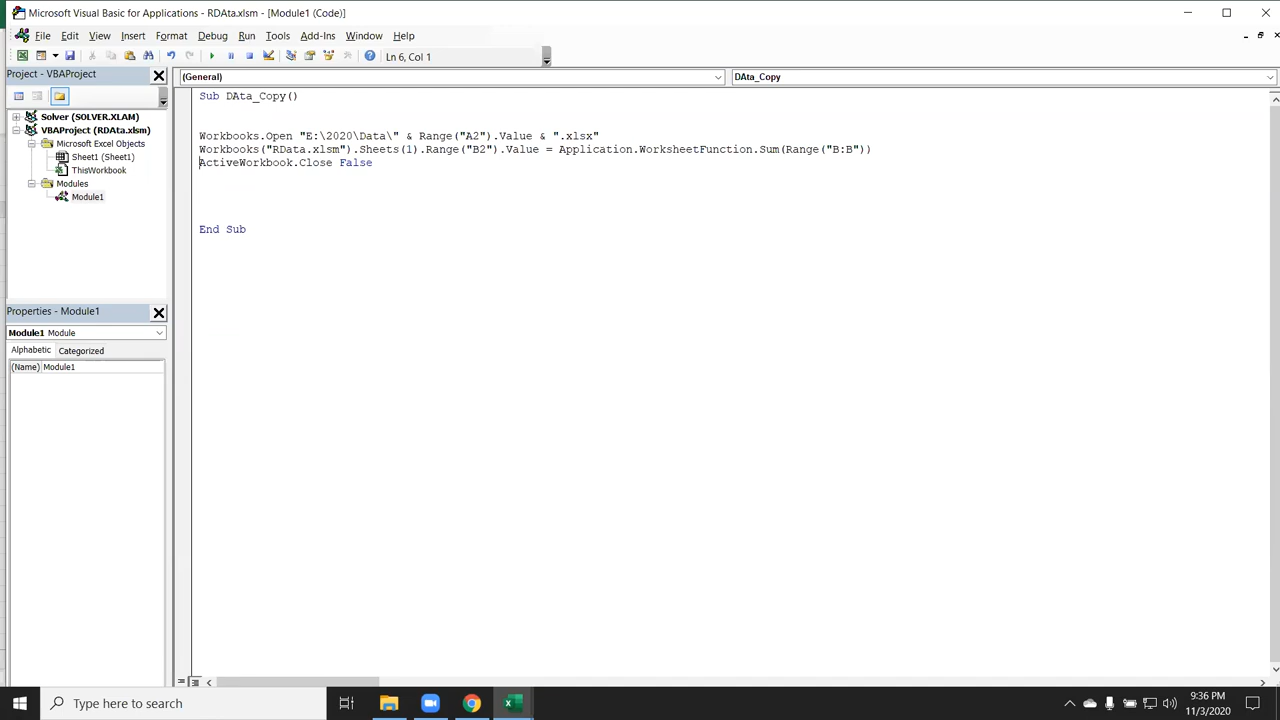 Microsoft Visual Basic for Applications - RDAta.xlsm - [Module1 (Code)]
File Edit View Insert Format Debug Run Tools Add-Ins Window Help
Ln 6, Col 1
Project - VBAProject
(General)
DAta_Copy
Solver (SOLVER.XLAM)
VBAProject (RDAta.xlsm)
Microsoft Excel Objects
Sheet1 (Sheet1)
ThisWorkbook
Modules
Module1
Sub DAta_Copy()
Workbooks.Open "E:\2020\Data\" & Range("A2").Value & ".xlsx"
Workbooks("RData.xlsm").Sheets(1).Range("B2").Value = Application.WorksheetFunction.Sum(Range("B:B"))
ActiveWorkbook.Close False
End Sub
Properties - Module1
Module1 Module
Alphabetic Categorized
(Name) Module1
Type here to search
9:36 PM
11/3/2020